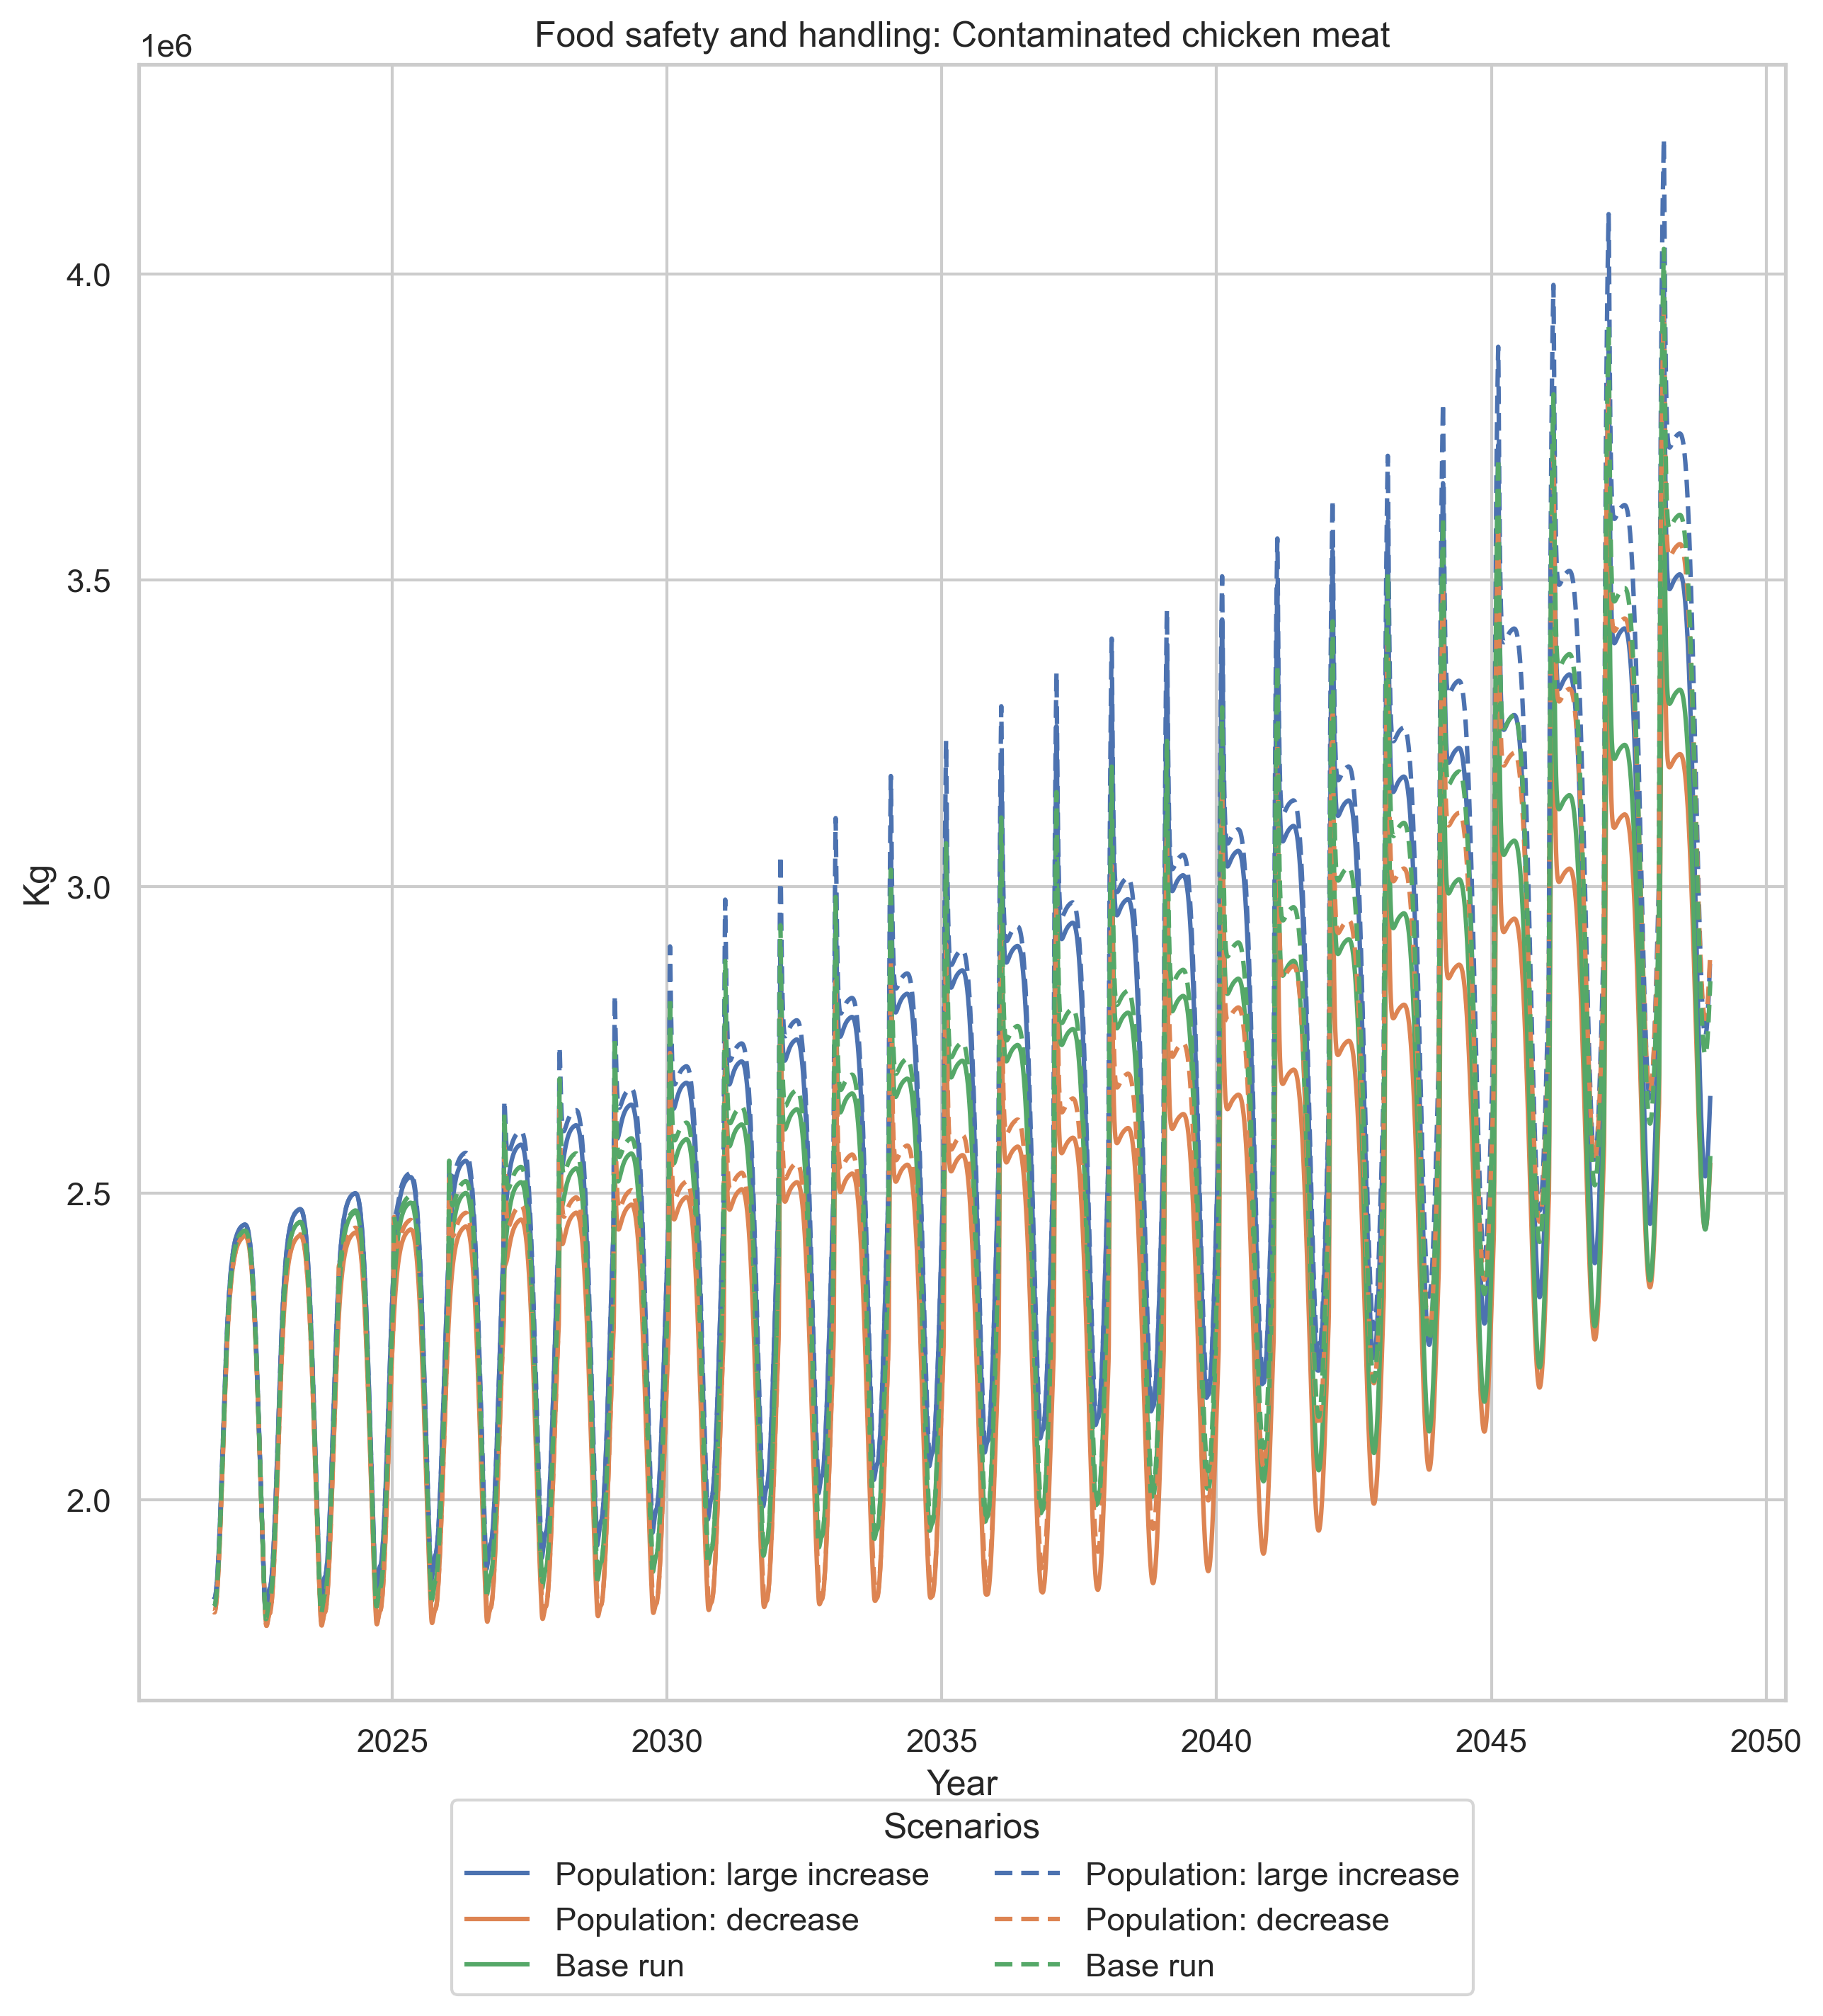 Food safety and handling: Contaminated chicken meat
1e6
4.0
3.5
3.0
2.5
2.0
Kg
2025 2030 2035 2040 2045 2050
Year
Scenarios
Population: large increase Population: large increase
Population: decrease Population: decrease
Base run Base run